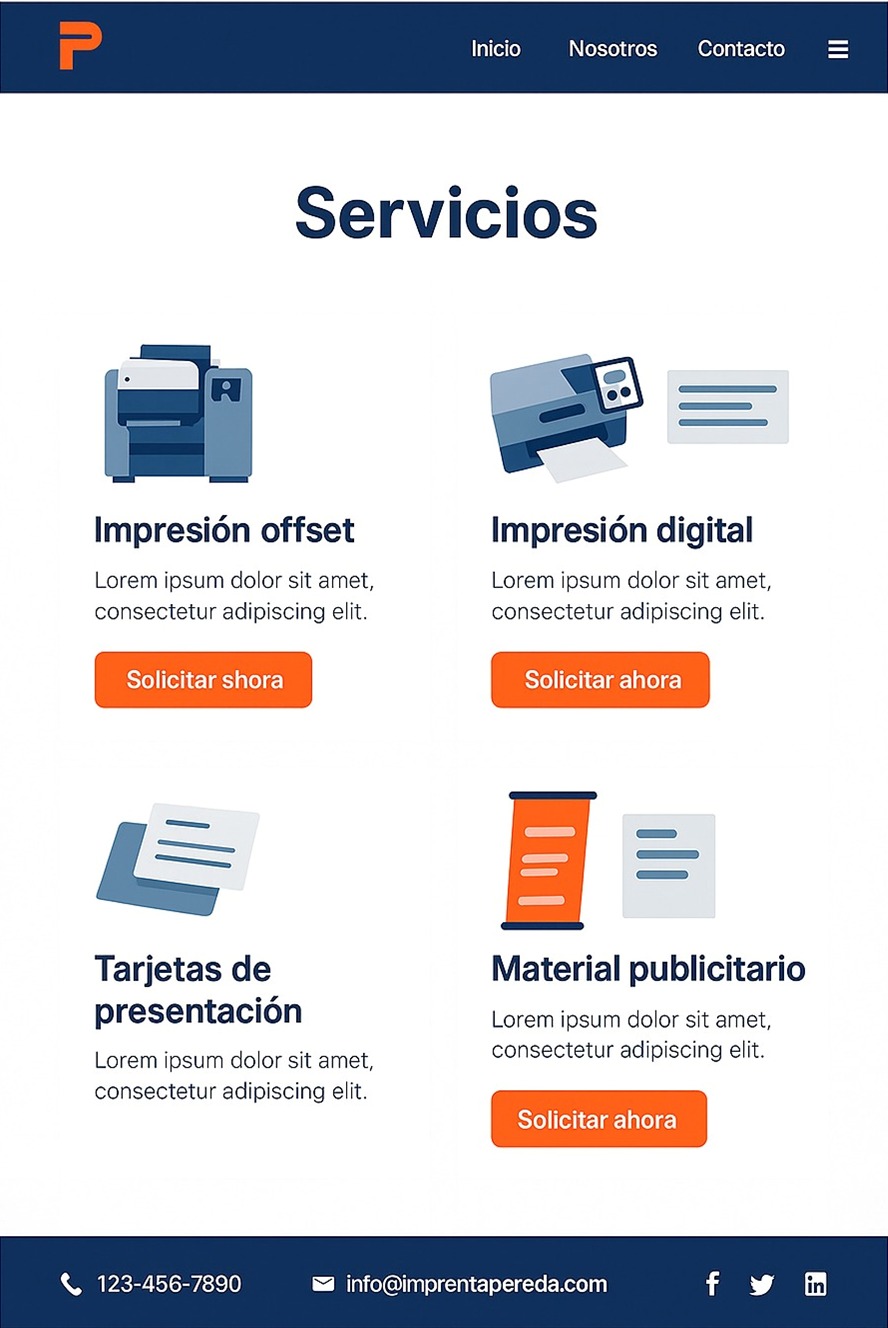 P
Inicio Nosotros Contacto
Servicios
Impresión offset
Lorem ipsum dolor sit amet,
consectetur adipiscing elit.
Solicitar shora
Impresión digital
Lorem ipsum dolor sit amet,
consectetur adipiscing elit.
Solicitar ahora
Tarjetas de
presentación
Lorem ipsum dolor sit amet,
consectetur adipiscing elit.
Material publicitario
Lorem ipsum dolor sit amet,
consectetur adipiscing elit.
Solicitar ahora
123-456-7890 info@imprentapereda.com